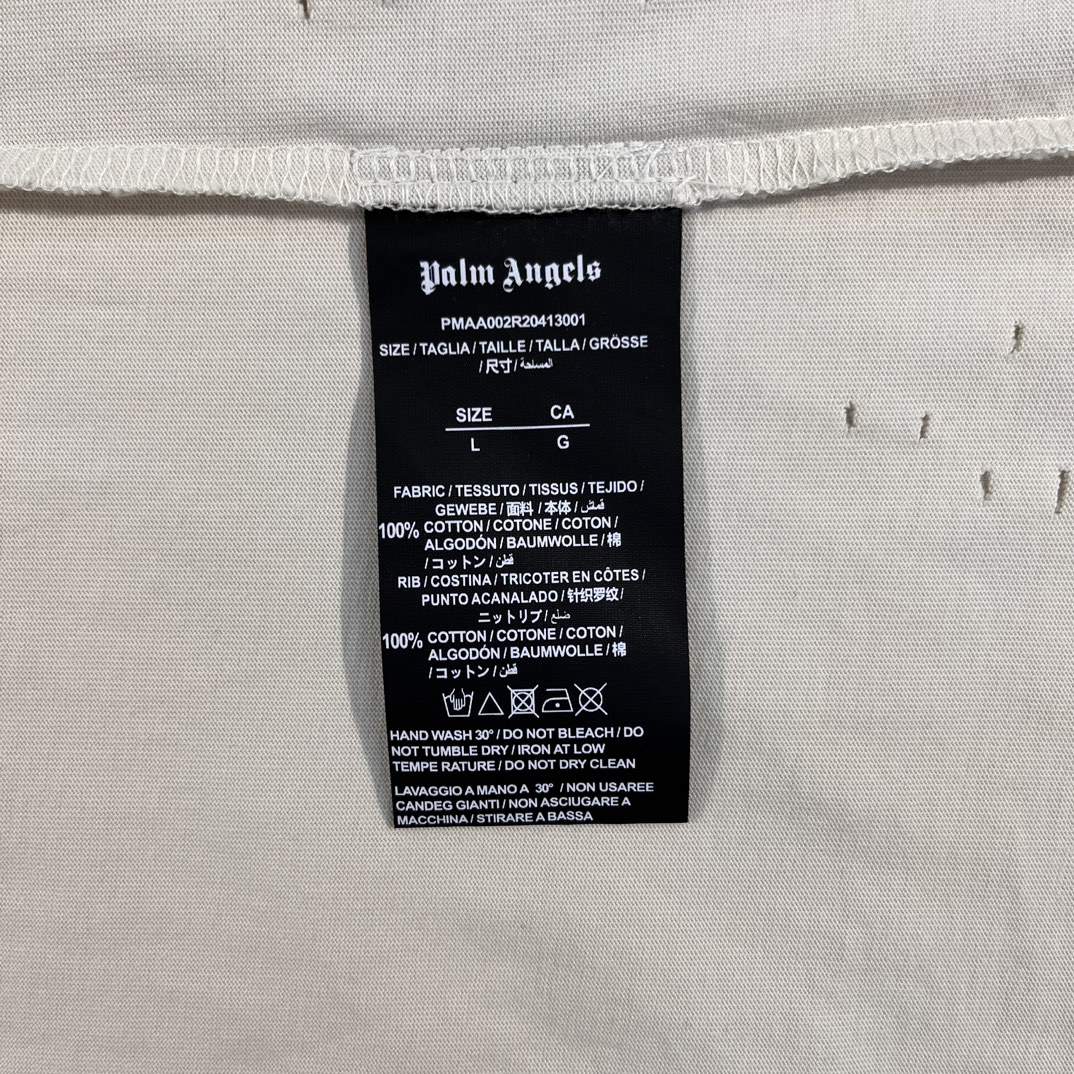 Palm Angels
PMAA002R20413001
SIZE / TAGLIA / TAILLE / TALLA / GRÖSSE
/ 尺寸 / المسلحة
SIZE CA
L G
FABRIC / TESSUTO / TISSUS / TEJIDO /
GEWEBE / 面料 / 本体 / قمش
100% COTTON / COTONE / COTON /
ALGODÓN / BAUMWOLLE / 棉
/ コットン / قطن
RIB / COSTINA / TRICOTER EN CÔTES /
PUNTO ACANALADO / 针织罗纹 /
ニットリブ / ضلع
100% COTTON / COTONE / COTON /
ALGODÓN / BAUMWOLLE / 棉
/ コットン / قطن
HAND WASH 30° / DO NOT BLEACH / DO
NOT TUMBLE DRY / IRON AT LOW
TEMPE RATURE / DO NOT DRY CLEAN
LAVAGGIO A MANO A 30° / NON USAREE
CANDEG GIANTI / NON ASCIUGARE A
MACCHINA / STIRARE A BASSA